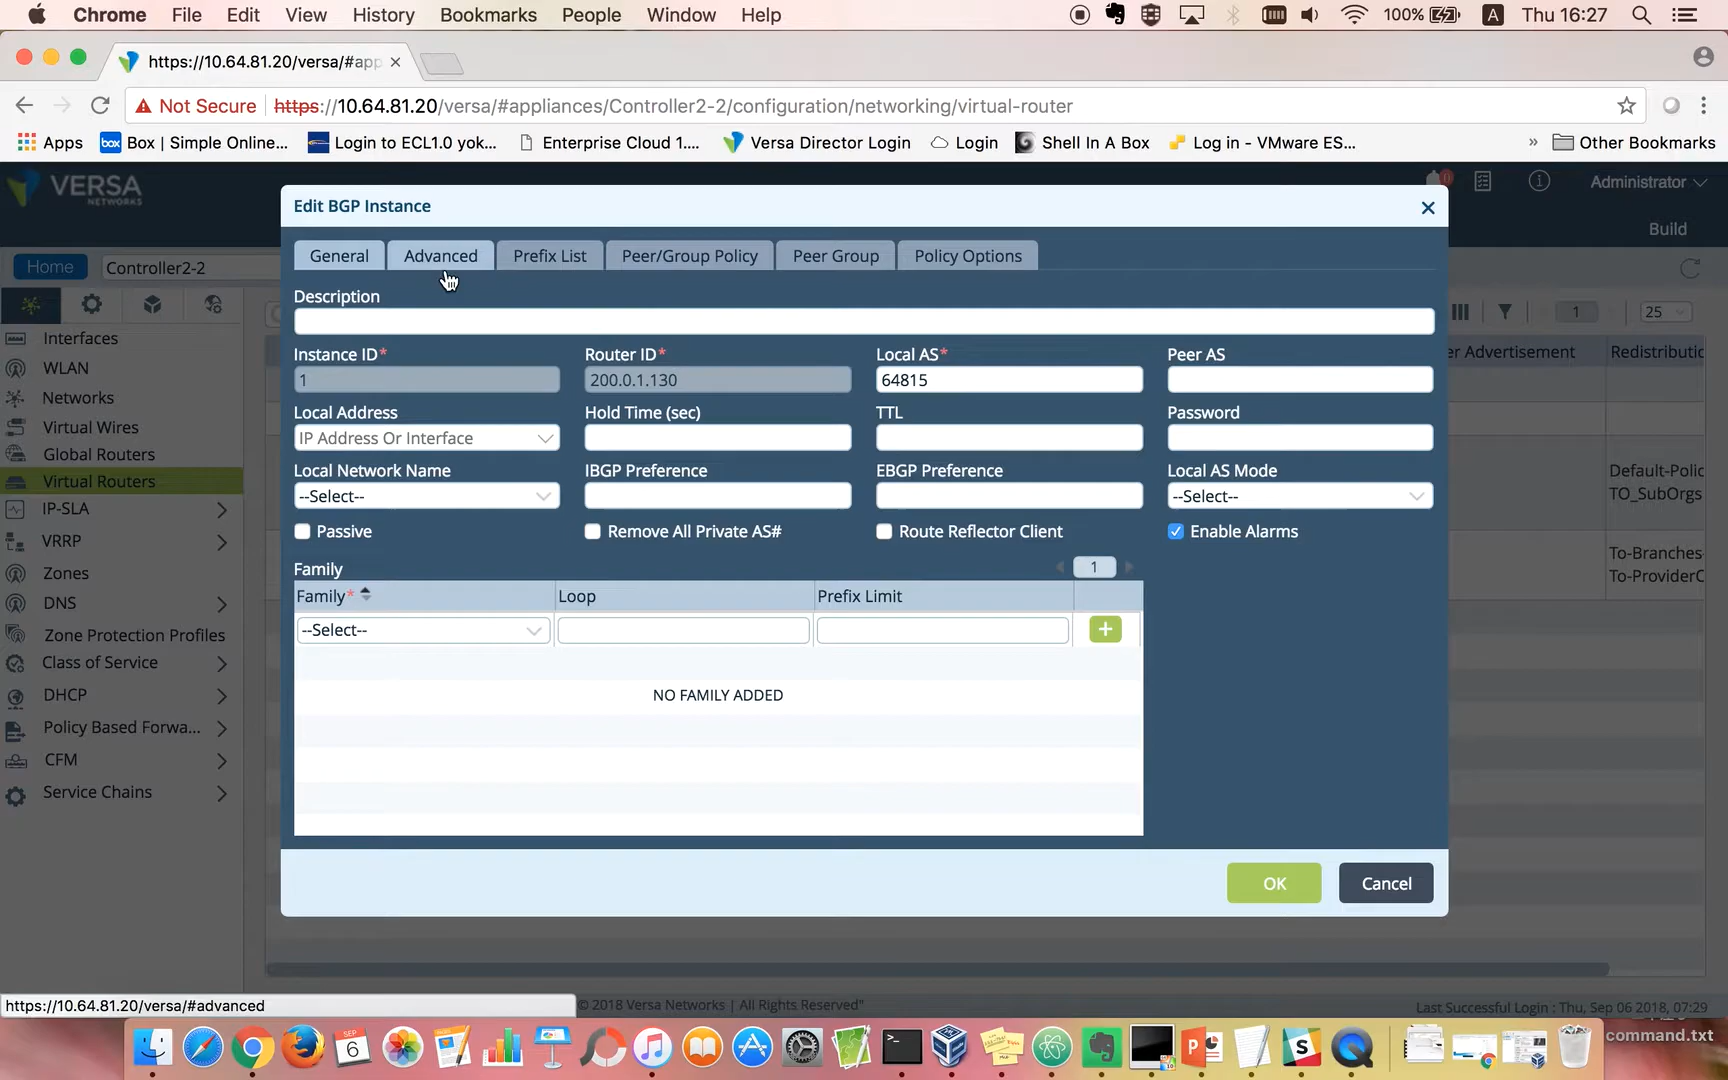 Chrome File Edit View History Bookmarks People Window Help 100% A Thu 16:27
https://10.64.81.20/versa/#app
Not Secure https://10.64.81.20/versa/#appliances/Controller2-2/configuration/networking/virtual-router
Apps box Box | Simple Online... Login to ECL1.0 yok... Enterprise Cloud 1.... Versa Director Login Login Shell In A Box Log in - VMware ES... » Other Bookmarks
VERSA
NETWORKS
0
Administrator
Build
Home Controller2-2
Edit BGP Instance
General Advanced Prefix List Peer/Group Policy Peer Group Policy Options
Description
Instance ID* Router ID* Local AS* Peer AS
1 200.0.1.130 64815
Local Address Hold Time (sec) TTL Password
IP Address Or Interface
Local Network Name IBGP Preference EBGP Preference Local AS Mode
--Select-- --Select--
Passive Remove All Private AS# Route Reflector Client Enable Alarms
Family 1
Family* Loop Prefix Limit
--Select-- +
NO FAMILY ADDED
OK Cancel
Interfaces
WLAN
Networks
Virtual Wires
Global Routers
Virtual Routers
IP-SLA
VRRP
Zones
DNS
Zone Protection Profiles
Class of Service
DHCP
Policy Based Forwa...
CFM
Service Chains
1 25
Advertisement Redistributic
Default-Polic
TO_SubOrgs
To-Branches-
To-ProviderC
https://10.64.81.20/versa/#advanced
© 2018 Versa Networks | All Rights Reserved"
Last Successful Login : Thu, Sep 06 2018, 07:29
SEP
6
command.txt